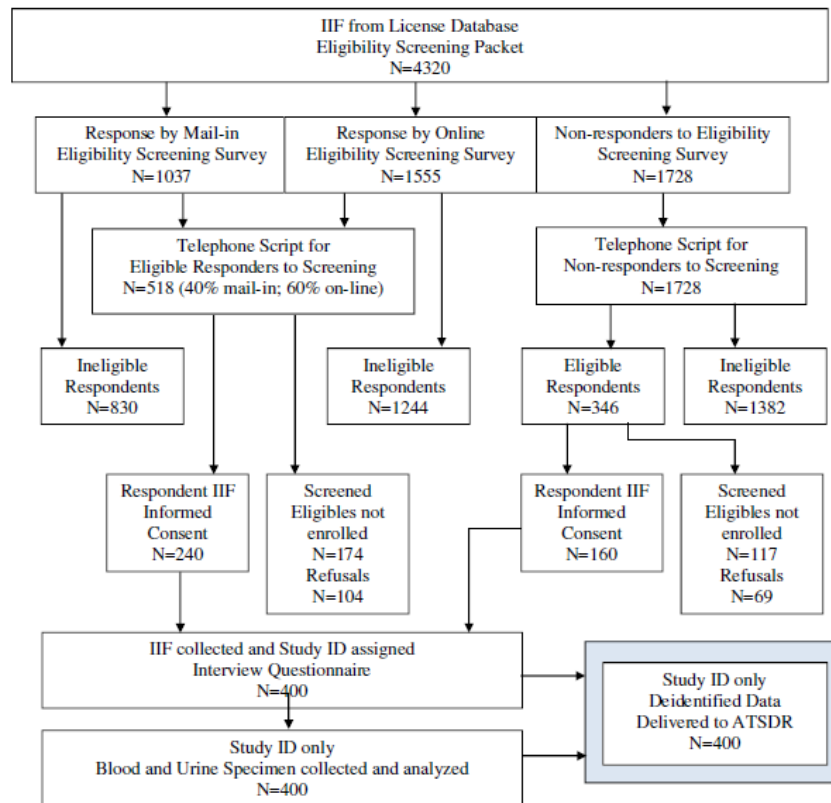 IIF from License Database
Eligibility Screening Packet
N=4320
Response by Mail-in
Eligibility Screening Survey
N=1037
Response by Online
Eligibility Screening Survey
N=1555
Non-responders to Eligibility
Screening Survey
N=1728
Telephone Script for
Eligible Responders to Screening
N=518 (40% mail-in; 60% on-line)
Telephone Script for
Non-responders to Screening
N=1728
Ineligible
Respondents
N=830
Ineligible
Respondents
N=1244
Eligible
Respondents
N=346
Ineligible
Respondents
N=1382
Respondent IIF
Informed
Consent
N=240
Screened
Eligibles not
enrolled
N=174
Refusals
N=104
Respondent IIF
Informed
Consent
N=160
Screened
Eligibles not
enrolled
N=117
Refusals
N=69
IIF collected and Study ID assigned
Interview Questionnaire
N=400
Study ID only
Deidentified Data
Delivered to ATSDR
N=400
Study ID only
Blood and Urine Specimen collected and analyzed
N=400